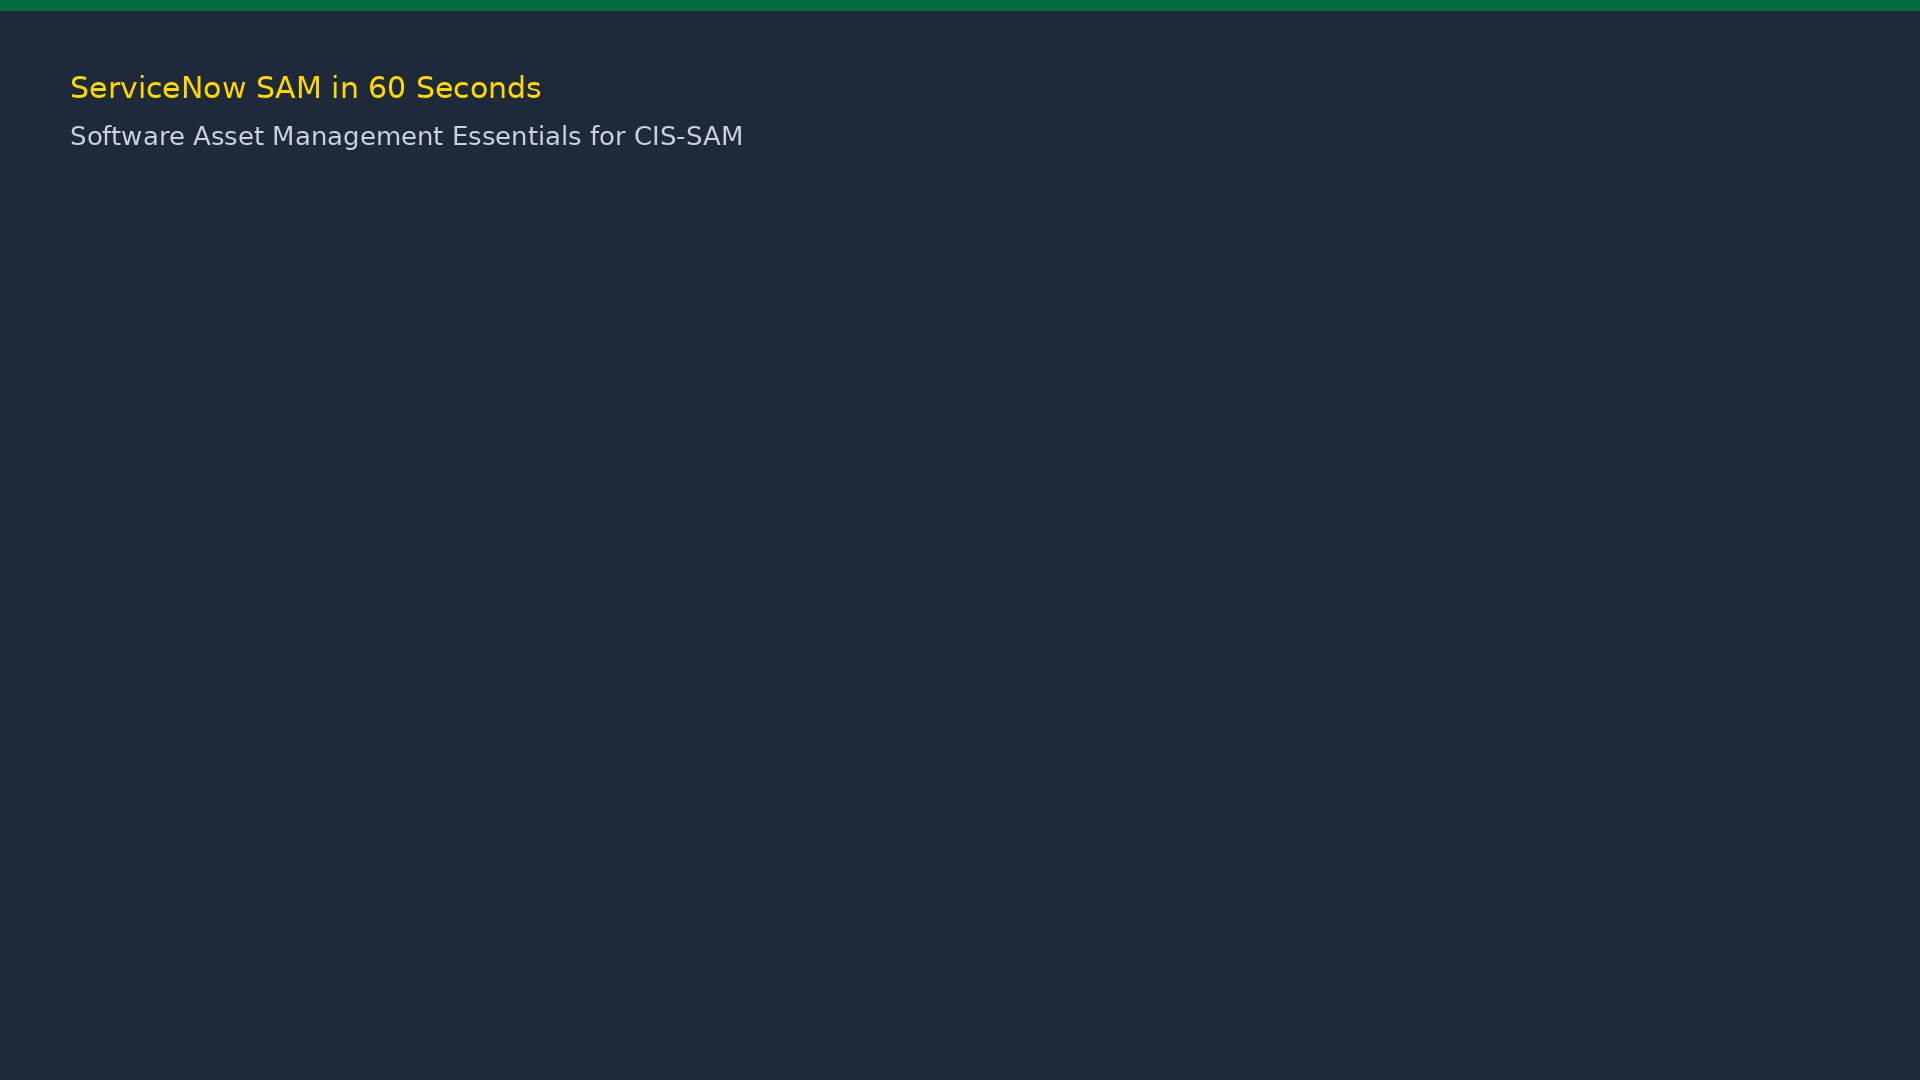 ServiceNow SAM in 60 Seconds
Software Asset Management Essentials for CIS-SAM